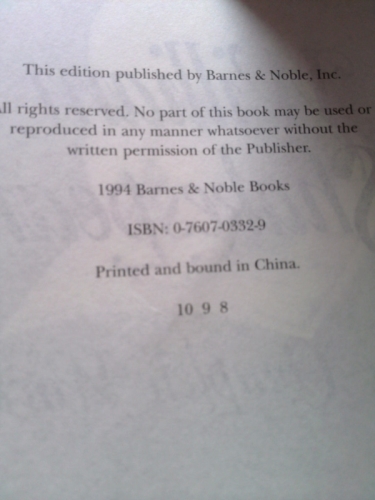 This edition published by Barnes & Noble, Inc.
All rights reserved. No part of this book may be used or
reproduced in any manner whatsoever without the
written permission of the Publisher.
1994 Barnes & Noble Books
ISBN: 0-7607-0332-9
Printed and bound in China.
10 9 8